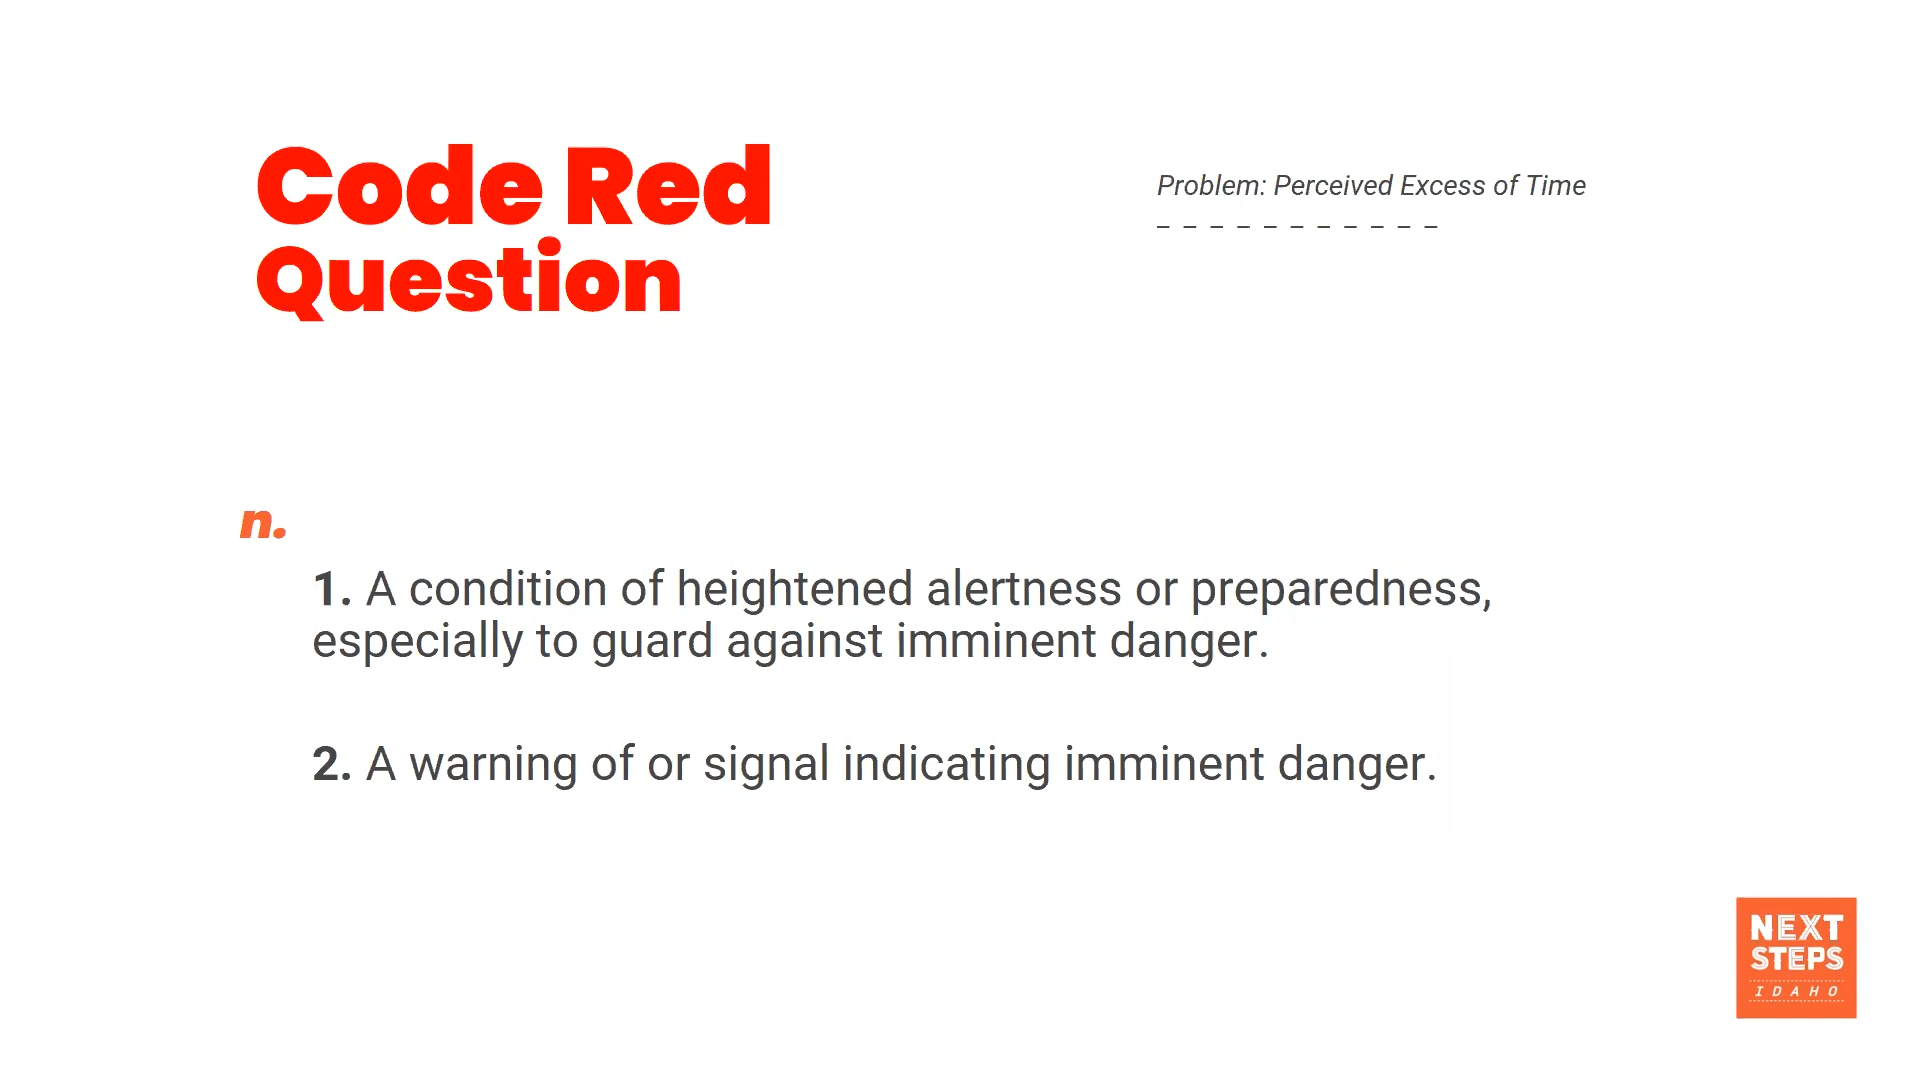 Code Red
Question
Problem: Perceived Excess of Time
n.
1. A condition of heightened alertness or preparedness,
especially to guard against imminent danger.
2. A warning of or signal indicating imminent danger.
NEXT
STEPS
IDAHO